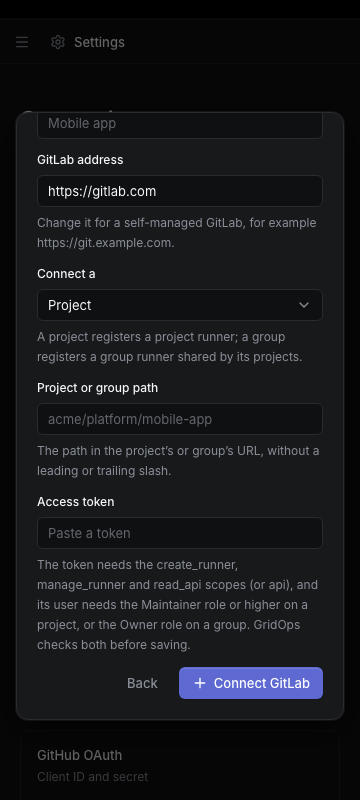 Settings
Mobile app
GitLab address
https://gitlab.com
Change it for a self-managed GitLab, for example
https://git.example.com.
Connect a
Project
A project registers a project runner; a group
registers a group runner shared by its projects.
Project or group path
acme/platform/mobile-app
The path in the project’s or group’s URL, without a
leading or trailing slash.
Access token
Paste a token
The token needs the create_runner,
manage_runner and read_api scopes (or api), and
its user needs the Maintainer role or higher on a
project, or the Owner role on a group. GridOps
checks both before saving.
Back
Connect GitLab
GitHub OAuth
Client ID and secret